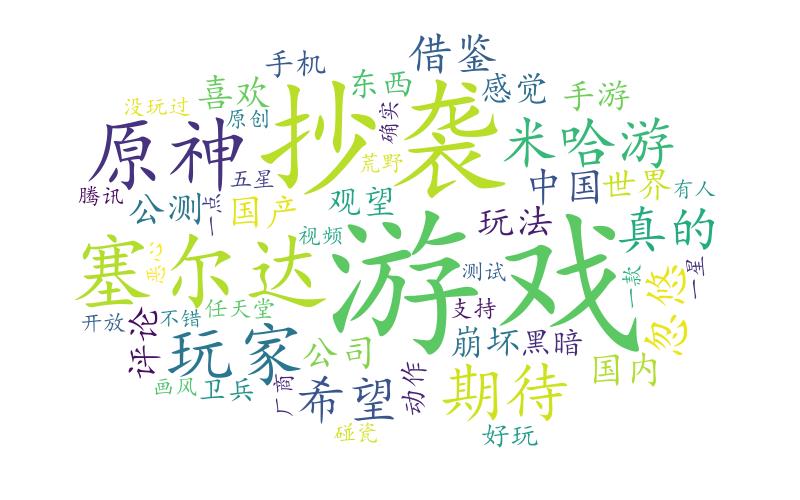 手机
借鉴
喜欢
东西
感觉
手游
没玩过
原创
抄袭
确实
原神
米哈游
荒野
五星
腾讯
公测
一点
国产
观望
中国
世界
有人
玩法
真的
视频
塞尔达
恶心
游戏
测试
忽悠
一款
一星
开放
评论
不错
任天堂
支持
玩家
公司
崩坏
黑暗
国内
画风
卫兵
厂商
希望
动作
期待
碰瓷
好玩